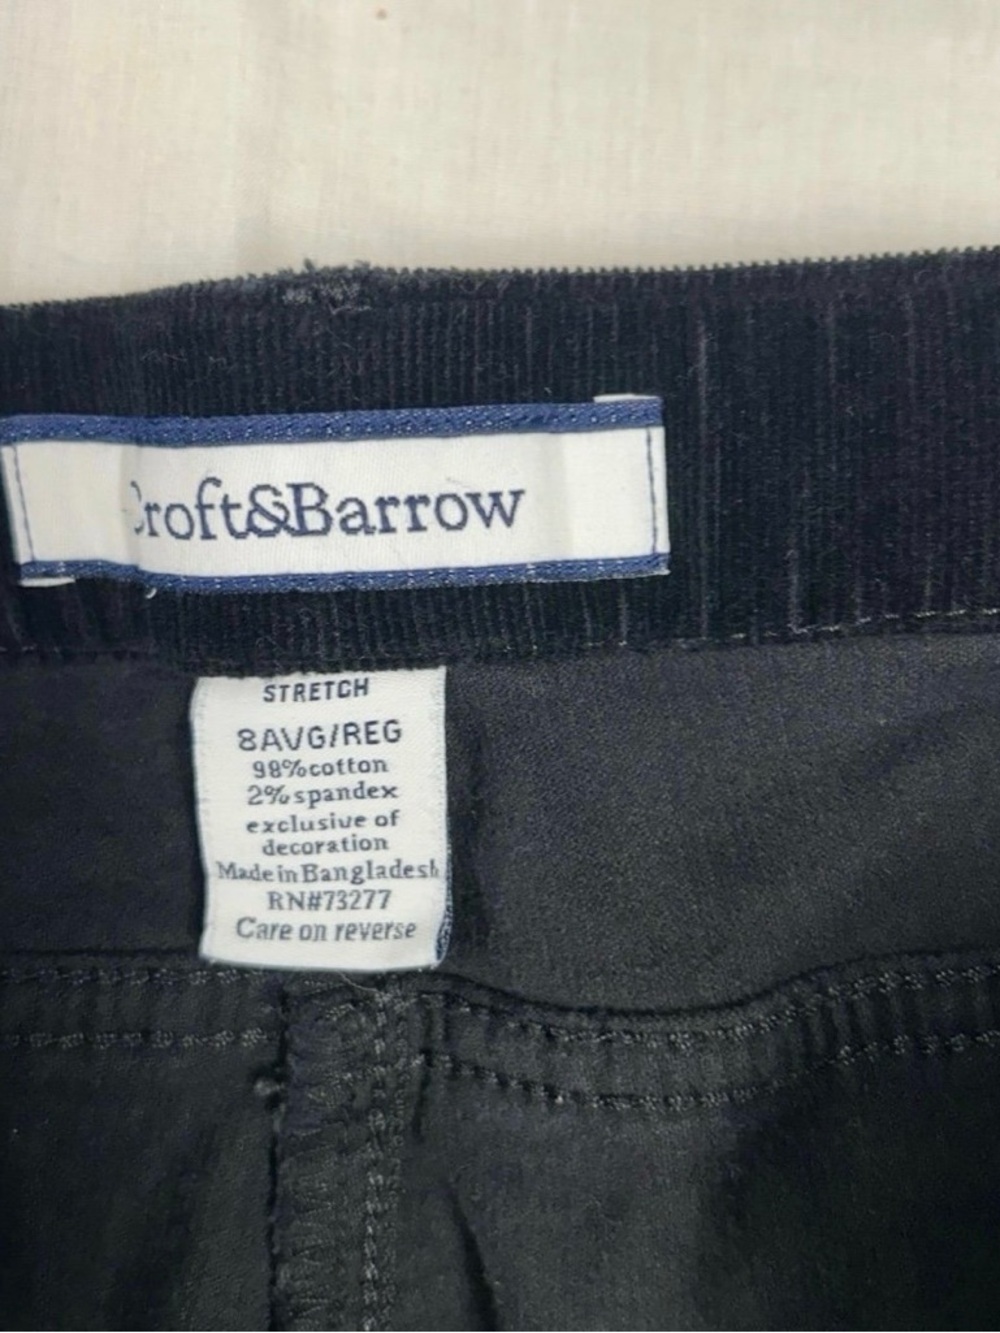 Croft&Barrow
STRETCH
8AVG/REG
98%cotton
2%spandex
exclusive of
decoration
Made in Bangladesh
RN#73277
Care on reverse